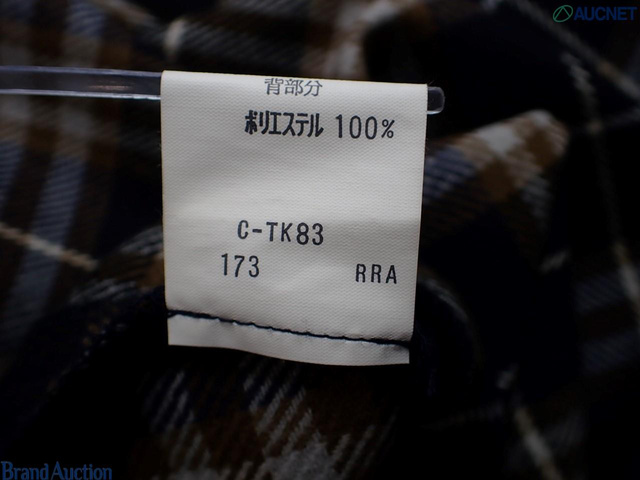 AUCNET
背部分
ポリエステル 100%
C-TK83
173 RRA
Brand Auction